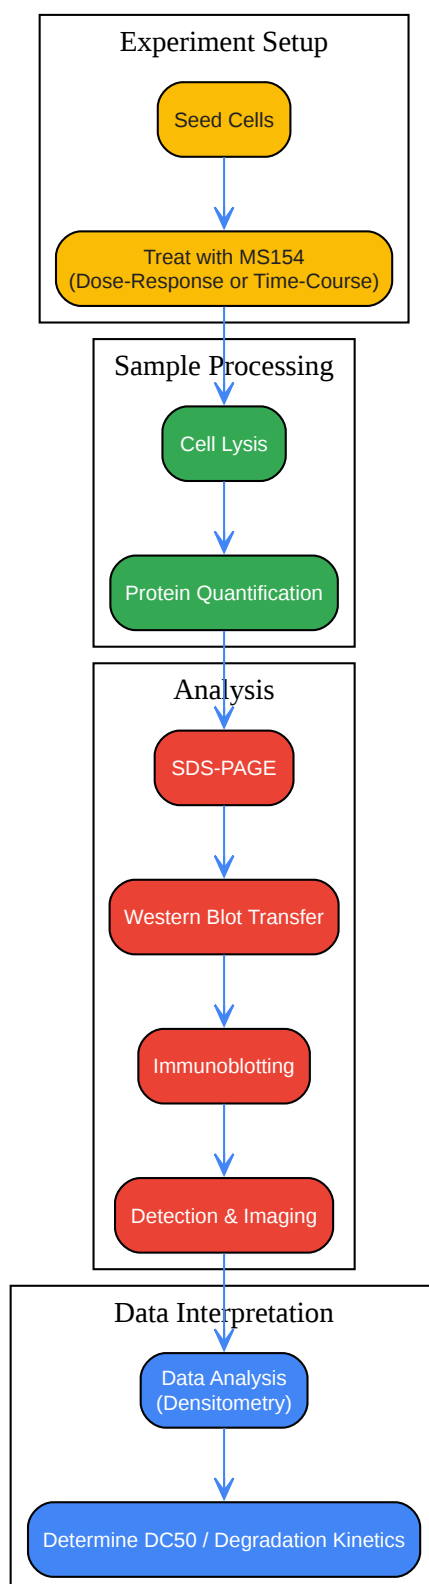 Experiment Setup
Seed Cells
Treat with MS154
(Dose-Response or Time-Course)
Sample Processing
Cell Lysis
Protein Quantification
Analysis
SDS-PAGE
Western Blot Transfer
Immunoblotting
Detection & Imaging
Data Interpretation
Data Analysis
(Densitometry)
Determine DC50 / Degradation Kinetics